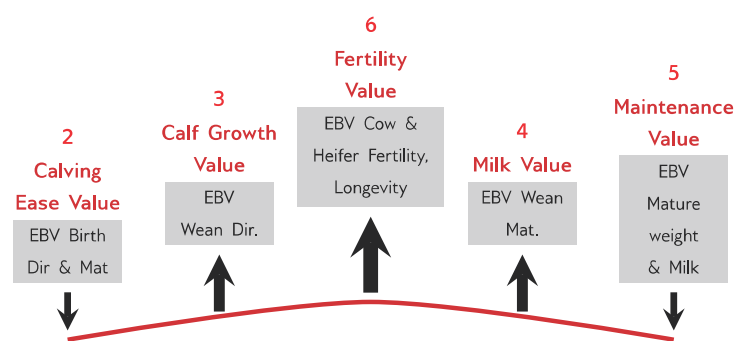 2
Calving
Ease Value
EBV Birth
Dir & Mat
3
Calf Growth
Value
EBV
Wean Dir.
6
Fertility
Value
EBV Cow &
Heifer Fertility,
Longevity
4
Milk Value
EBV Wean
Mat.
5
Maintenance
Value
EBV
Mature
weight
& Milk